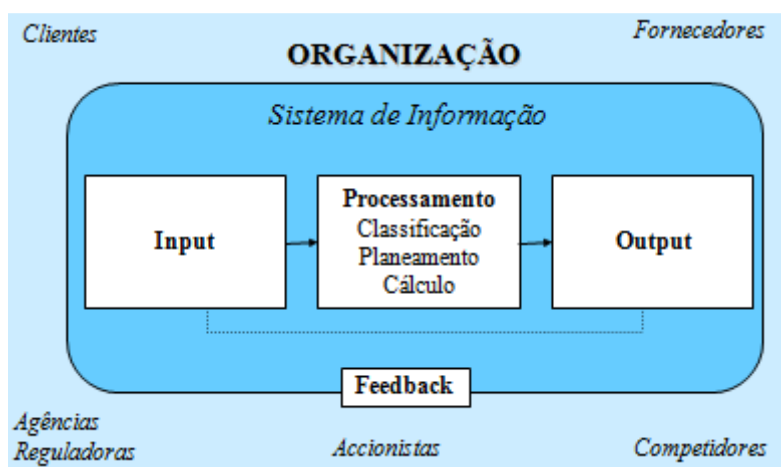 Clientes
Fornecedores
ORGANIZAÇÃO
Sistema de Informação
Input
Processamento
Classificação
Planeamento
Cálculo
Output
Feedback
Agências
Reguladoras
Accionistas
Competidores